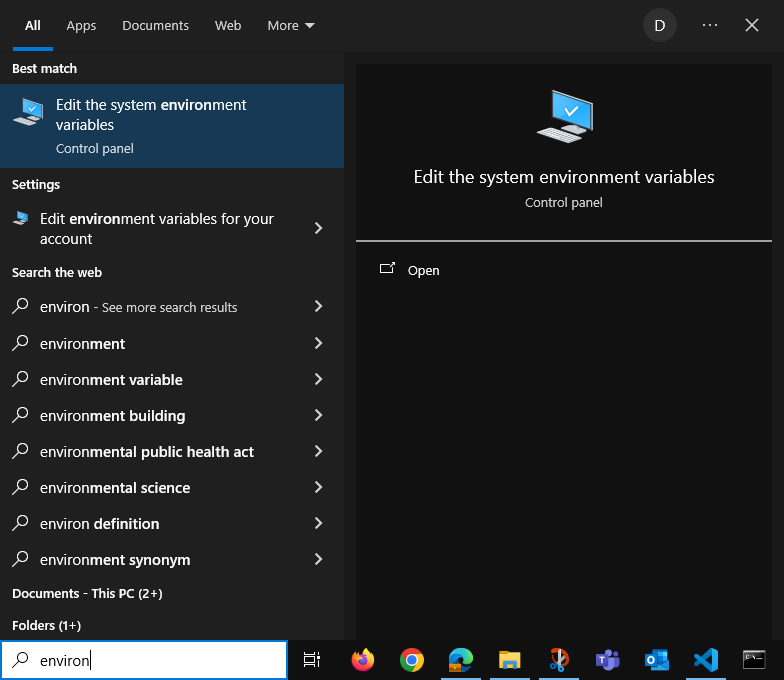 All Apps Documents Web More D
Best match
Edit the system environment
variables
Control panel
Settings
Edit environment variables for your
account
Search the web
environ - See more search results
environment
environment variable
environment building
environmental public health act
environmental science
environ definition
environment synonym
Documents - This PC (2+)
Folders (1+)
environ
Edit the system environment variables
Control panel
Open